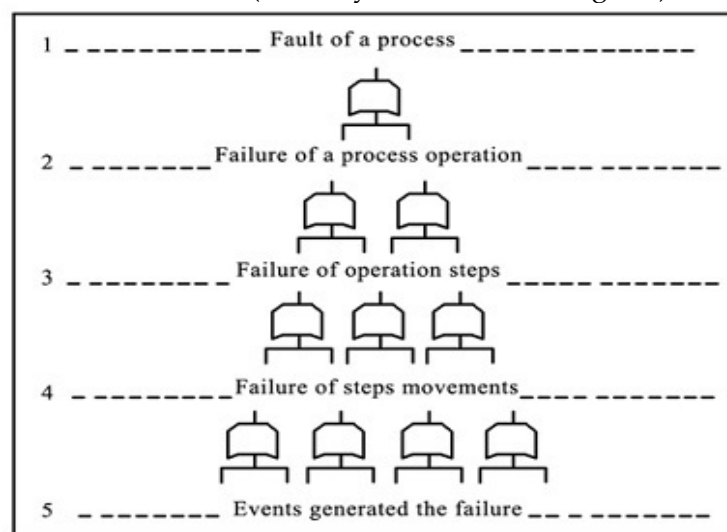 1 Fault of a process
2 Failure of a process operation
3 Failure of operation steps
4 Failure of steps movements
5 Events generated the failure